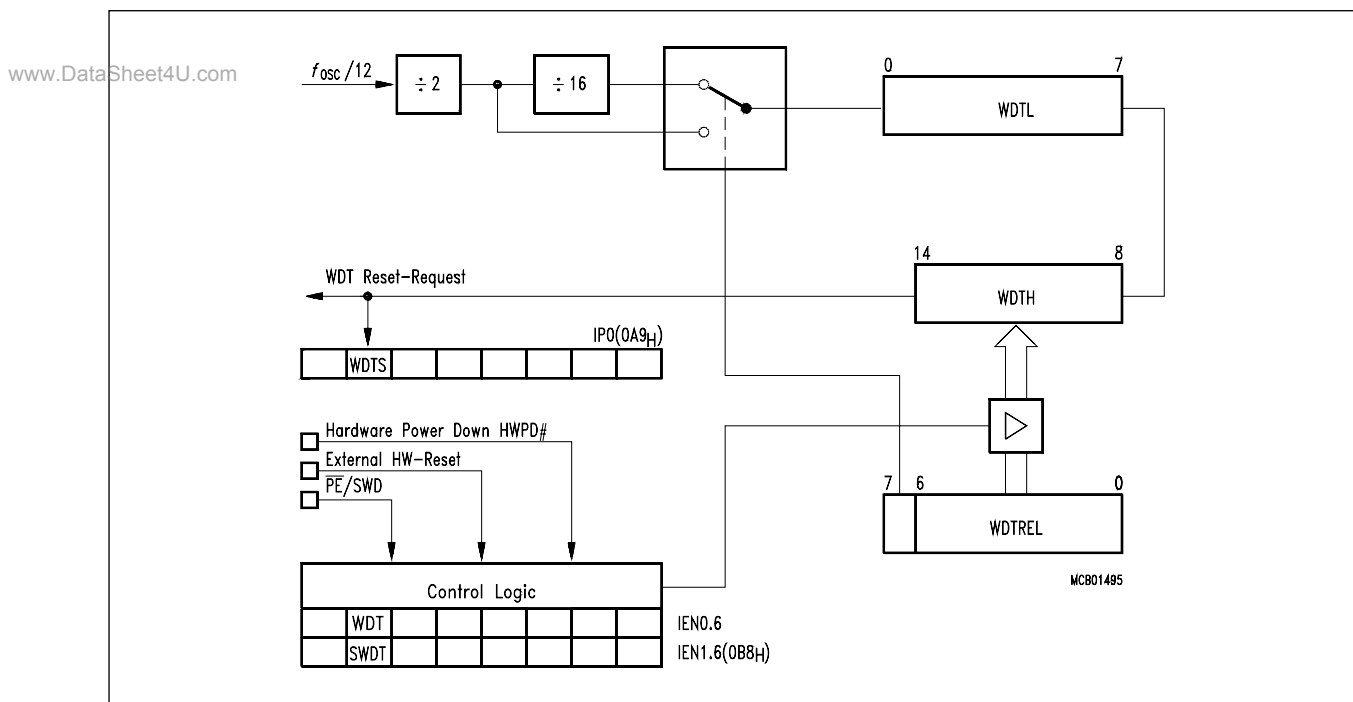 www.DataSheet4U.com
fosc/12
÷ 2
÷ 16
0 7
WDTL
14 8
WDTH
WDT Reset-Request
IP0(0A9H)
WDTS
Hardware Power Down HWPD#
External HW-Reset
PE/SWD
7 6 0
WDTREL
MCB01495
Control Logic
WDT IEN0.6
SWDT IEN1.6(0B8H)